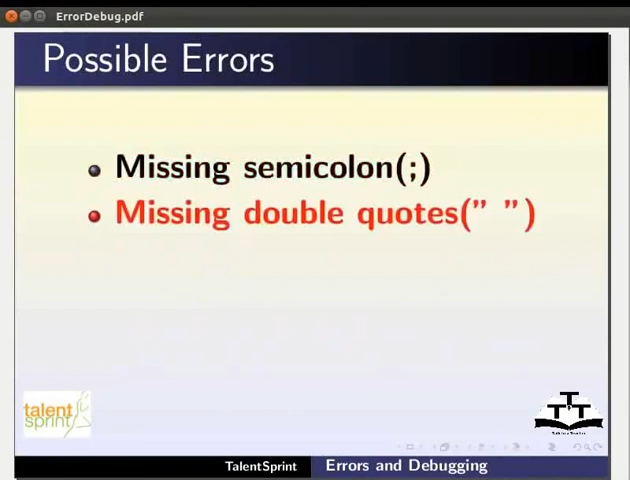 ErrorDebug.pdf
Possible Errors
Missing semicolon(;)
Missing double quotes(” ”)
talent
sprint
TalentSprint
Errors and Debugging